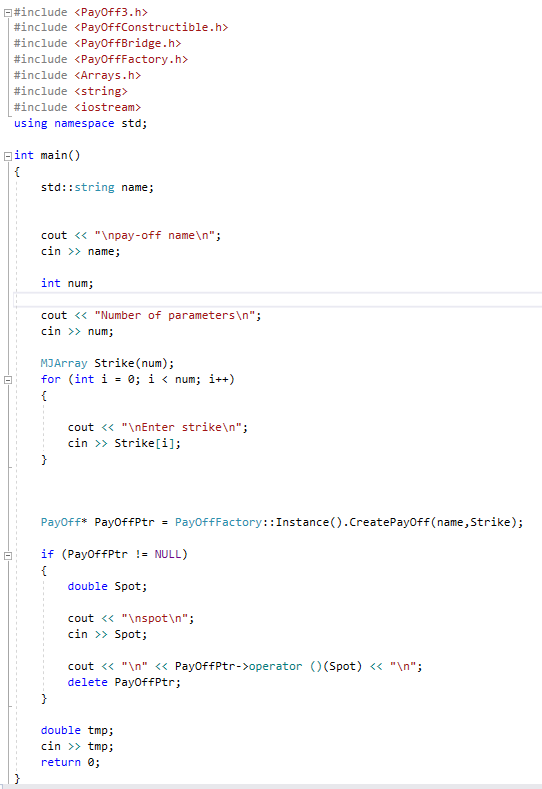 #include <PayOff3.h>
#include <PayOffConstructible.h>
#include <PayOffBridge.h>
#include <PayOffFactory.h>
#include <Arrays.h>
#include <string>
#include <iostream>
using namespace std;
int main()
{
std::string name;
cout << "\npay-off name\n";
cin >> name;
int num;
cout << "Number of parameters\n";
cin >> num;
MJArray Strike(num);
for (int i = 0; i < num; i++)
{
cout << "\nEnter strike\n";
cin >> Strike[i];
}
PayOff* PayOffPtr = PayOffFactory::Instance().CreatePayOff(name,Strike);
if (PayOffPtr != NULL)
{
double Spot;
cout << "\nspot\n";
cin >> Spot;
cout << "\n" << PayOffPtr->operator ()(Spot) << "\n";
delete PayOffPtr;
}
double tmp;
cin >> tmp;
return 0;
}